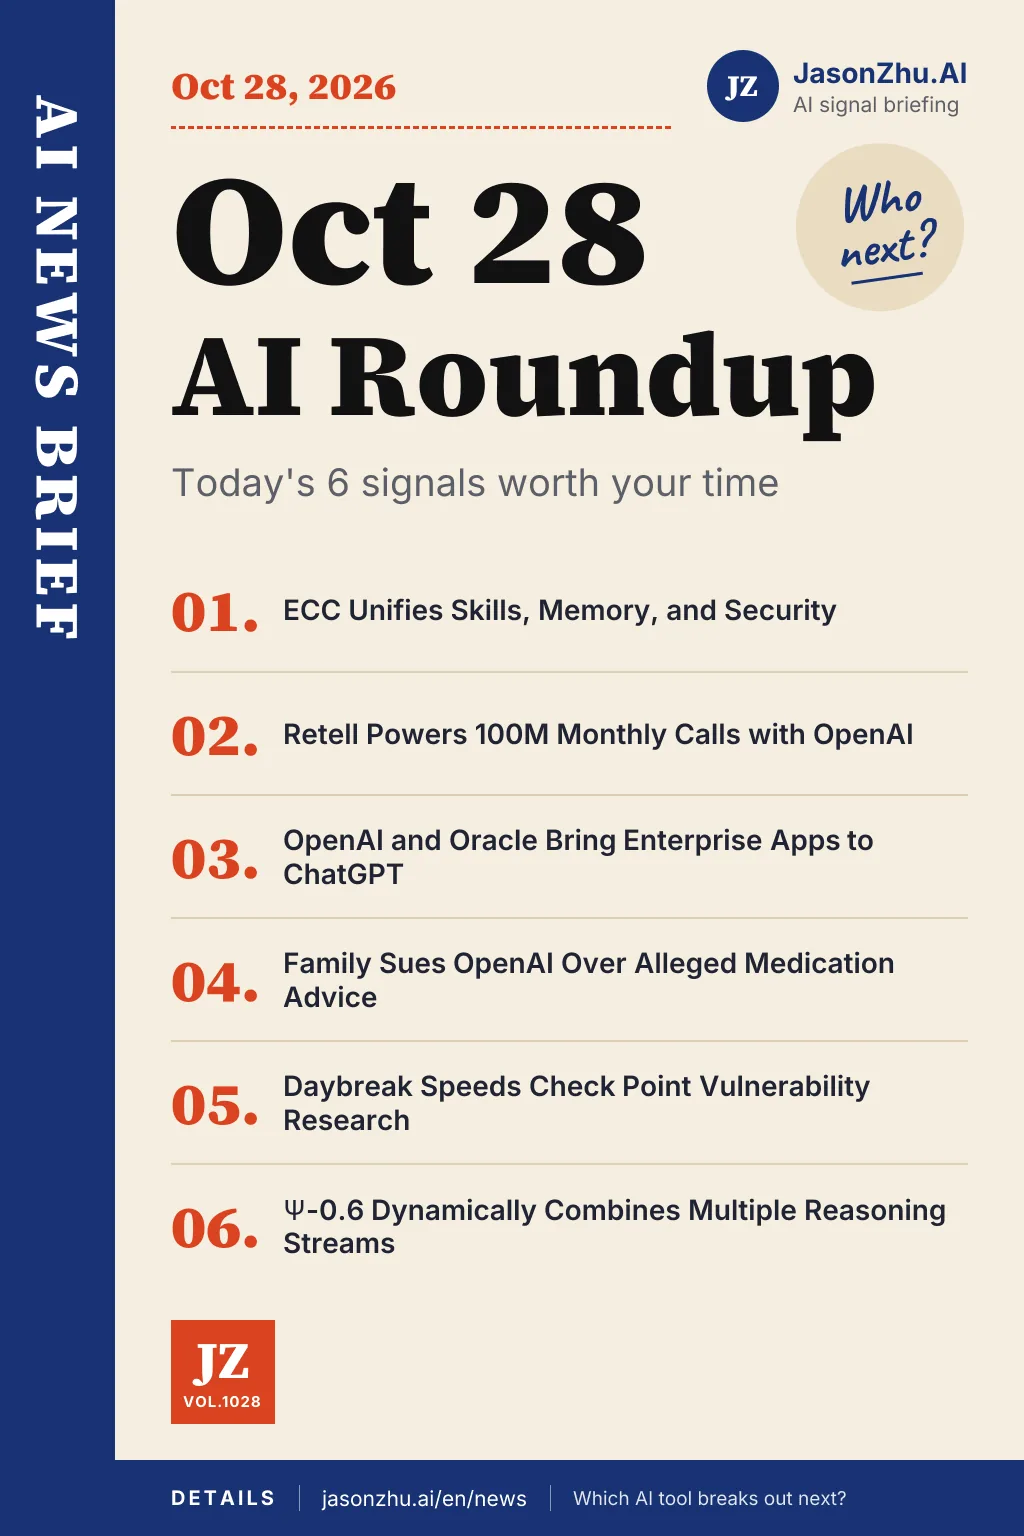 AI NEWS BRIEF
Oct 28, 2026
JZ
JasonZhu.AI
AI signal briefing
Who
next?
Oct 28
AI Roundup
Today's 6 signals worth your time
01. ECC Unifies Skills, Memory, and Security
02. Retell Powers 100M Monthly Calls with OpenAI
03. OpenAI and Oracle Bring Enterprise Apps to
ChatGPT
04. Family Sues OpenAI Over Alleged Medication
Advice
05. Daybreak Speeds Check Point Vulnerability
Research
06. Ψ-0.6 Dynamically Combines Multiple Reasoning
Streams
JZ
VOL.1028
DETAILS
jasonzhu.ai/en/news
Which AI tool breaks out next?